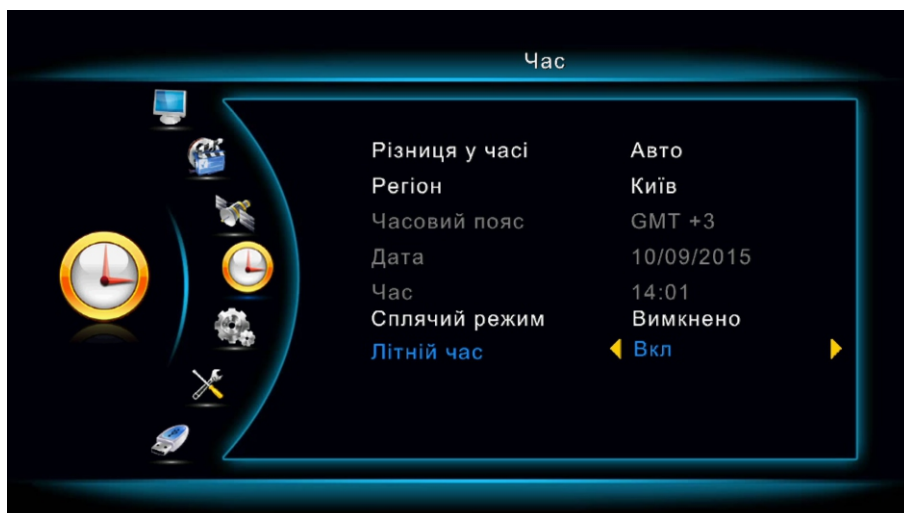 Час
Різниця у часі Авто
Регіон Київ
Часовий пояс GMT +3
Дата 10/09/2015
Час 14:01
Сплячий режим Вимкнено
Літній час Вкл